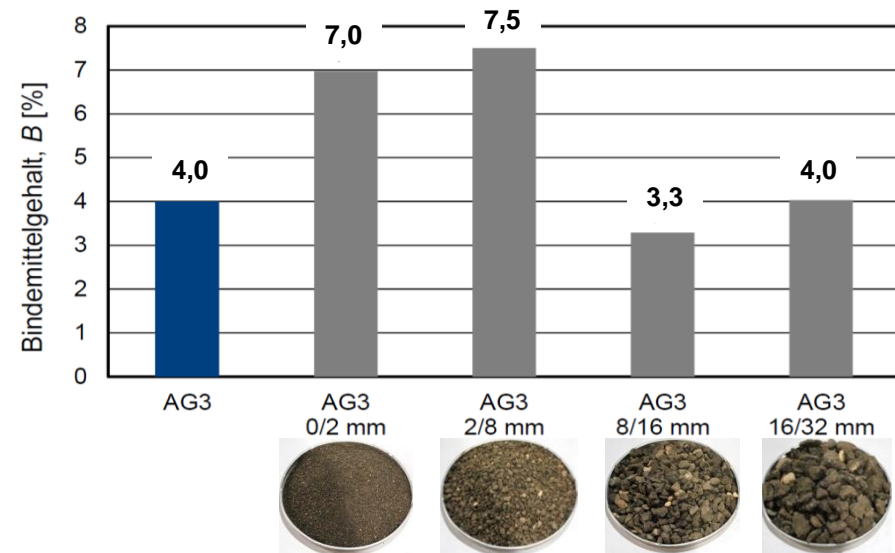 Bindemittelgehalt, B [%]
8
7
6
5
4
3
2
1
0
4,0
7,0
7,5
3,3
4,0
AG3
AG3
0/2 mm
AG3
2/8 mm
AG3
8/16 mm
AG3
16/32 mm